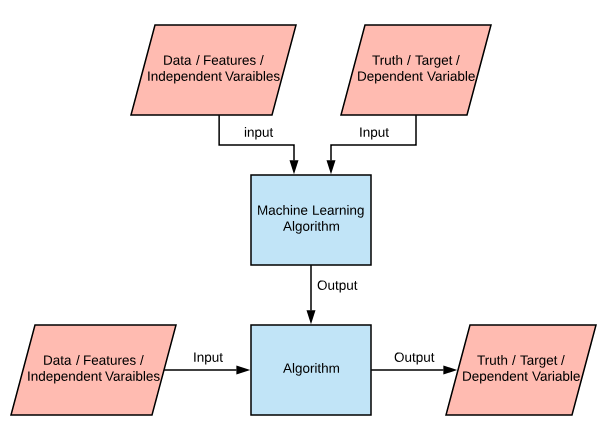 Data / Features /
Independent Varaibles
Truth / Target /
Dependent Variable
input
Input
Machine Learning
Algorithm
Output
Data / Features /
Independent Varaibles
Input
Algorithm
Output
Truth / Target /
Dependent Variable